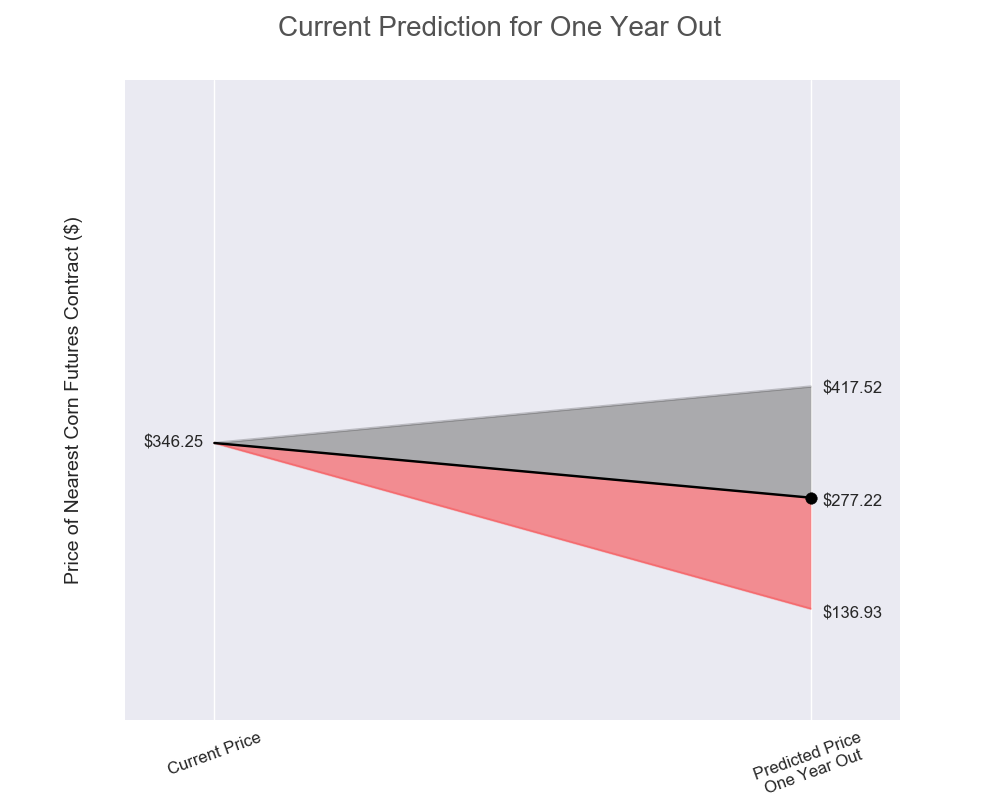 Current Prediction for One Year Out
Price of Nearest Corn Futures Contract ($)
$346.25
$417.52
$277.22
$136.93
Current Price
Predicted Price
One Year Out